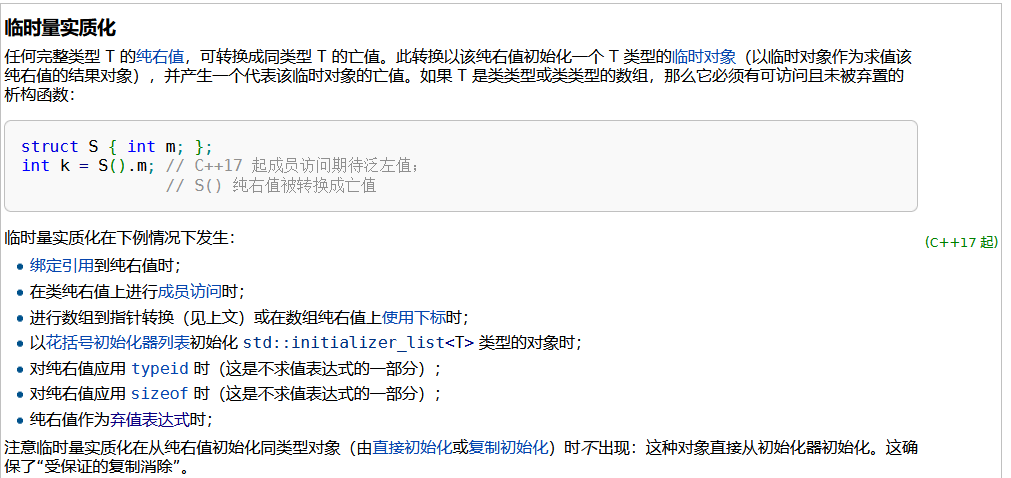 临时量实质化
任何完整类型 T 的纯右值，可转换成同类型 T 的亡值。此转换以该纯右值初始化一个 T 类型的临时对象（以临时对象作为求值该
纯右值的结果对象），并产生一个代表该临时对象的亡值。如果 T 是类类型或类类型的数组，那么它必须有可访问且未被弃置的
析构函数：
struct S { int m; };
int k = S().m; // C++17 起成员访问期待泛左值；
// S() 纯右值被转换成亡值
临时量实质化在下例情况下发生：
(C++17 起)
绑定引用到纯右值时；
在类纯右值上进行成员访问时；
进行数组到指针转换（见上文）或在数组纯右值上使用下标时；
以花括号初始化器列表初始化 std::initializer_list<T> 类型的对象时；
对纯右值应用 typeid 时（这是不求值表达式的一部分）；
对纯右值应用 sizeof 时（这是不求值表达式的一部分）；
纯右值作为弃值表达式时；
注意临时量实质化在从纯右值初始化同类型对象（由直接初始化或复制初始化）时不出现：这种对象直接从初始化器初始化。这确
保了“受保证的复制消除”。